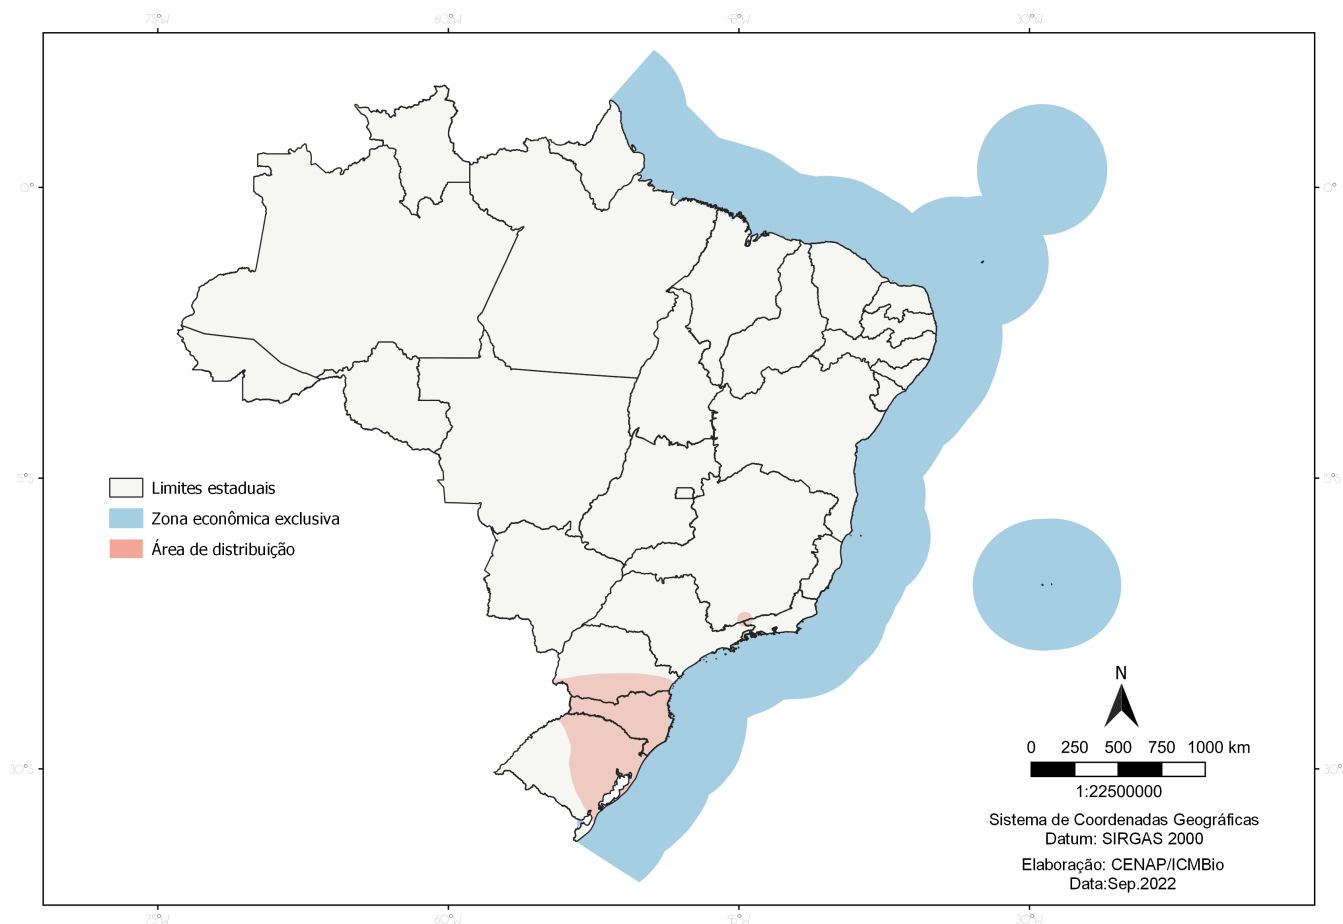 75°W 60°W 45°W 30°W
0° 0°
15°S 15°S
30°S 30°S
Limites estaduais
Zona econômica exclusiva
Área de distribuição
N
0 250 500 750 1000 km
1:22500000
Sistema de Coordenadas Geográficas
Datum: SIRGAS 2000
Elaboração: CENAP/ICMBio
Data:Sep.2022
75°W 60°W 45°W 30°W